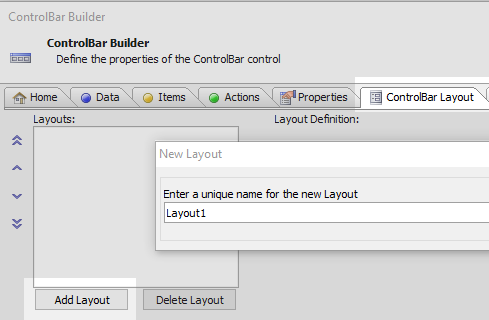 ControlBar Builder
ControlBar Builder
Define the properties of the ControlBar control
Home Data Items Actions Properties ControlBar Layout
Layouts: Layout Definition:
New Layout
Enter a unique name for the new Layout
Layout1
Add Layout Delete Layout